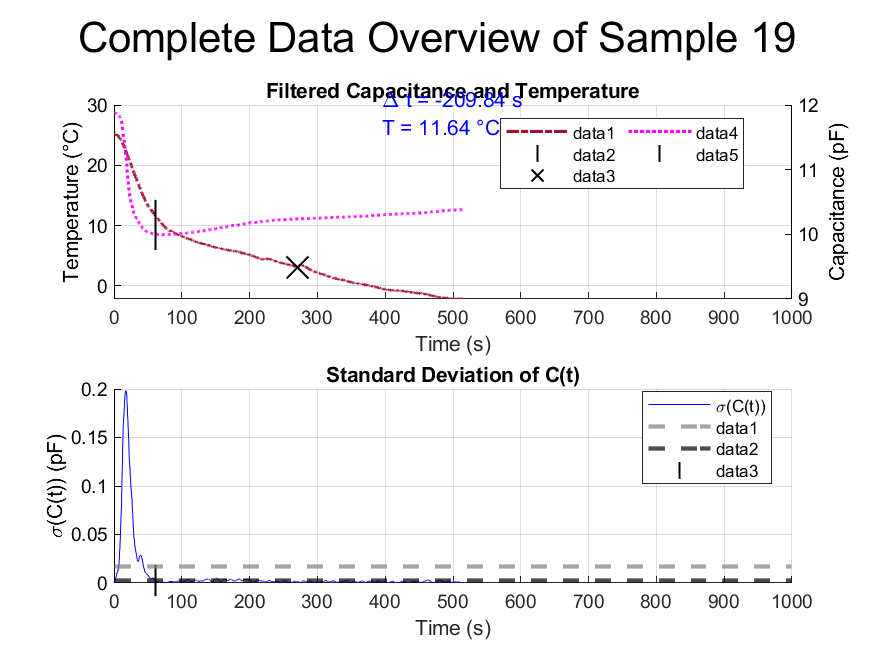 Complete Data Overview of Sample 19
Filtered Capacitance and Temperature
Δ t = -209.84 s
T = 11.64 °C
30
20
10
0
Temperature (°C)
12
11
10
9
Capacitance (pF)
data1
data2
data3
data4
data5
0 100 200 300 400 500 600 700 800 900 1000
Time (s)
Standard Deviation of C(t)
0.2
0.15
0.1
0.05
0
σ(C(t)) (pF)
σ(C(t))
data1
data2
data3
0 100 200 300 400 500 600 700 800 900 1000
Time (s)